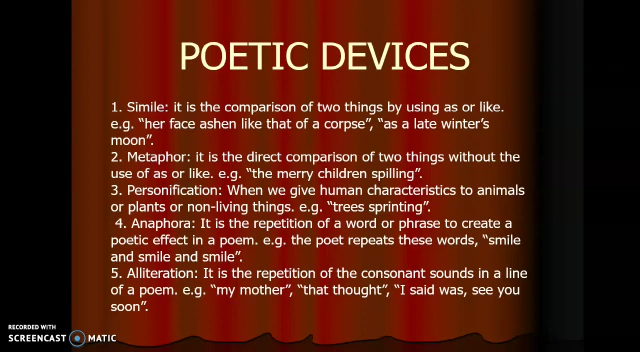 POETIC DEVICES
1. Simile: it is the comparison of two things by using as or like.
e.g. “her face ashen like that of a corpse”, “as a late winter’s
moon”.
2. Metaphor: it is the direct comparison of two things without the
use of as or like. e.g. “the merry children spilling”.
3. Personification: When we give human characteristics to animals
or plants or non-living things. e.g. “trees sprinting”.
4. Anaphora: It is the repetition of a word or phrase to create a
poetic effect in a poem. e.g. the poet repeats these words, “smile
and smile and smile”.
5. Alliteration: It is the repetition of the consonant sounds in a line
of a poem. e.g. “my mother”, “that thought”, “I said was, see you
soon”.
RECORDED WITH
SCREENCAST MATIC